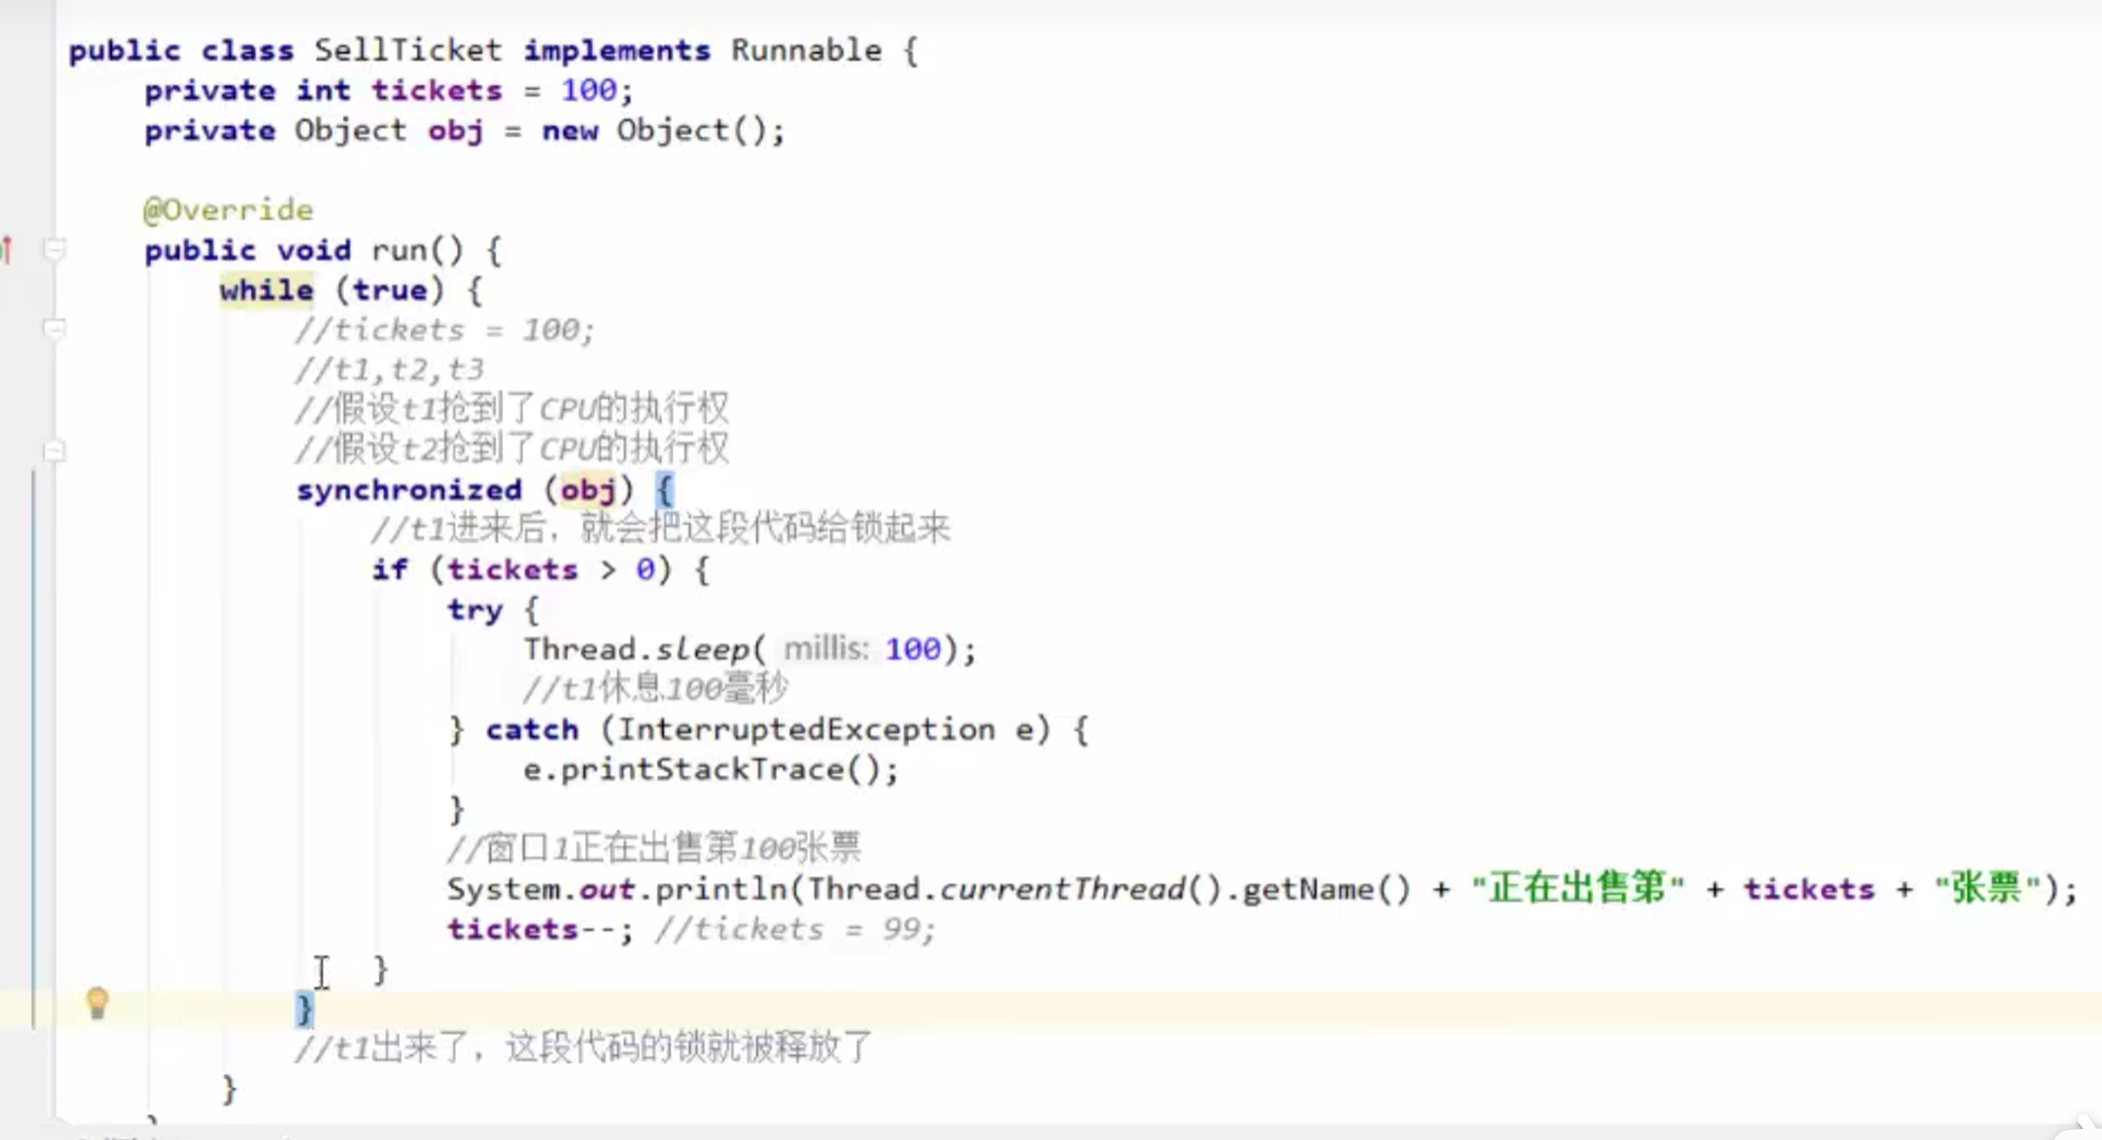 public class SellTicket implements Runnable {
private int tickets = 100;
private Object obj = new Object();
@Override
public void run() {
while (true) {
//tickets = 100;
//t1,t2,t3
//假设t1抢到了CPU的执行权
//假设t2抢到了CPU的执行权
synchronized (obj) {
//t1进来后，就会把这段代码给锁起来
if (tickets > 0) {
try {
Thread.sleep( millis: 100);
//t1休息100毫秒
} catch (InterruptedException e) {
e.printStackTrace();
}
//窗口1正在出售第100张票
System.out.println(Thread.currentThread().getName() + "正在出售第" + tickets + "张票");
tickets--; //tickets = 99;
}
}
//t1出来了，这段代码的锁就被释放了
}